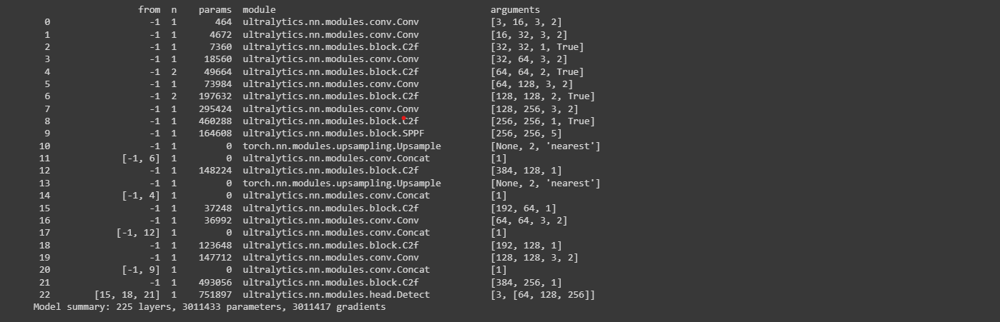 from n params module arguments
0 -1 1 464 ultralytics.nn.modules.conv.Conv [3, 16, 3, 2]
1 -1 1 4672 ultralytics.nn.modules.conv.Conv [16, 32, 3, 2]
2 -1 1 7360 ultralytics.nn.modules.block.C2f [32, 32, 1, True]
3 -1 1 18560 ultralytics.nn.modules.conv.Conv [32, 64, 3, 2]
4 -1 2 49664 ultralytics.nn.modules.block.C2f [64, 64, 2, True]
5 -1 1 73984 ultralytics.nn.modules.conv.Conv [64, 128, 3, 2]
6 -1 2 197632 ultralytics.nn.modules.block.C2f [128, 128, 2, True]
7 -1 1 295424 ultralytics.nn.modules.conv.Conv [128, 256, 3, 2]
8 -1 1 460288 ultralytics.nn.modules.block.C2f [256, 256, 1, True]
9 -1 1 164608 ultralytics.nn.modules.block.SPPF [256, 256, 5]
10 -1 1 0 torch.nn.modules.upsampling.Upsample [None, 2, 'nearest']
11 [-1, 6] 1 0 ultralytics.nn.modules.conv.Concat [1]
12 -1 1 148224 ultralytics.nn.modules.block.C2f [384, 128, 1]
13 -1 1 0 torch.nn.modules.upsampling.Upsample [None, 2, 'nearest']
14 [-1, 4] 1 0 ultralytics.nn.modules.conv.Concat [1]
15 -1 1 37248 ultralytics.nn.modules.block.C2f [192, 64, 1]
16 -1 1 36992 ultralytics.nn.modules.conv.Conv [64, 64, 3, 2]
17 [-1, 12] 1 0 ultralytics.nn.modules.conv.Concat [1]
18 -1 1 123648 ultralytics.nn.modules.block.C2f [192, 128, 1]
19 -1 1 147712 ultralytics.nn.modules.conv.Conv [128, 128, 3, 2]
20 [-1, 9] 1 0 ultralytics.nn.modules.conv.Concat [1]
21 -1 1 493056 ultralytics.nn.modules.block.C2f [384, 256, 1]
22 [15, 18, 21] 1 751897 ultralytics.nn.modules.head.Detect [3, [64, 128, 256]]
Model summary: 225 layers, 3011433 parameters, 3011417 gradients